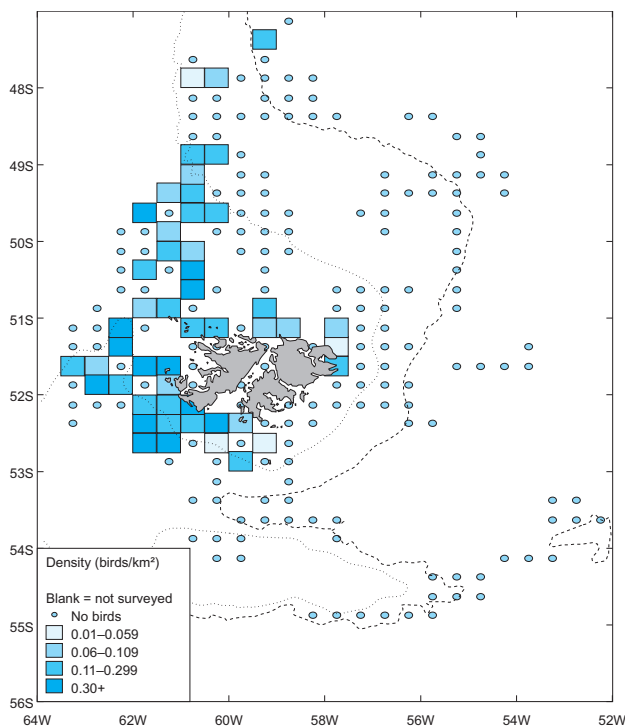 48S
49S
50S
51S
52S
53S
54S
55S
56S
Density (birds/km²)
Blank = not surveyed
No birds
0.01–0.059
0.06–0.109
0.11–0.299
0.30+
64W 62W 60W 58W 56W 54W 52W